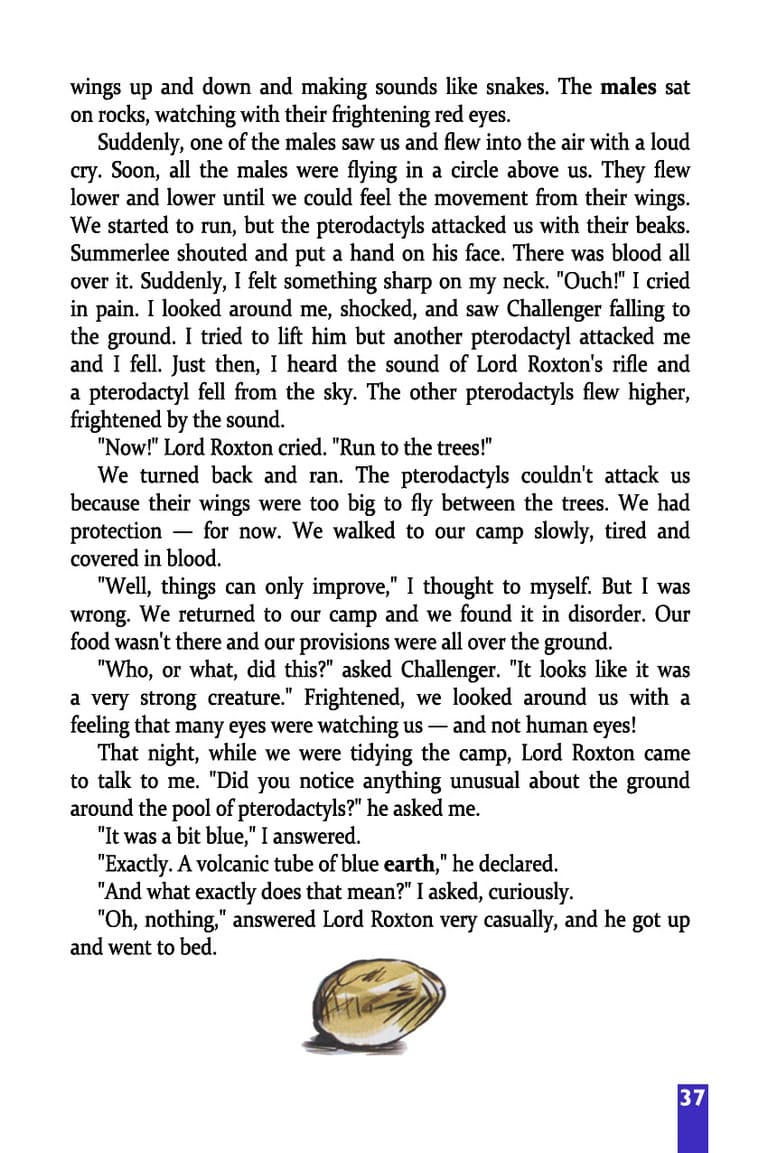 wings up and down and making sounds like snakes. The males sat
on rocks, watching with their frightening red eyes.
Suddenly, one of the males saw us and flew into the air with a loud
cry. Soon, all the males were flying in a circle above us. They flew
lower and lower until we could feel the movement from their wings.
We started to run, but the pterodactyls attacked us with their beaks.
Summerlee shouted and put a hand on his face. There was blood all
over it. Suddenly, I felt something sharp on my neck. "Ouch!" I cried
in pain. I looked around me, shocked, and saw Challenger falling to
the ground. I tried to lift him but another pterodactyl attacked me
and I fell. Just then, I heard the sound of Lord Roxton's rifle and
a pterodactyl fell from the sky. The other pterodactyls flew higher,
frightened by the sound.
"Now!" Lord Roxton cried. "Run to the trees!"
We turned back and ran. The pterodactyls couldn't attack us
because their wings were too big to fly between the trees. We had
protection — for now. We walked to our camp slowly, tired and
covered in blood.
"Well, things can only improve," I thought to myself. But I was
wrong. We returned to our camp and we found it in disorder. Our
food wasn't there and our provisions were all over the ground.
"Who, or what, did this?" asked Challenger. "It looks like it was
a very strong creature." Frightened, we looked around us with a
feeling that many eyes were watching us — and not human eyes!
That night, while we were tidying the camp, Lord Roxton came
to talk to me. "Did you notice anything unusual about the ground
around the pool of pterodactyls?" he asked me.
"It was a bit blue," I answered.
"Exactly. A volcanic tube of blue earth," he declared.
"And what exactly does that mean?" I asked, curiously.
"Oh, nothing," answered Lord Roxton very casually, and he got up
and went to bed.
37